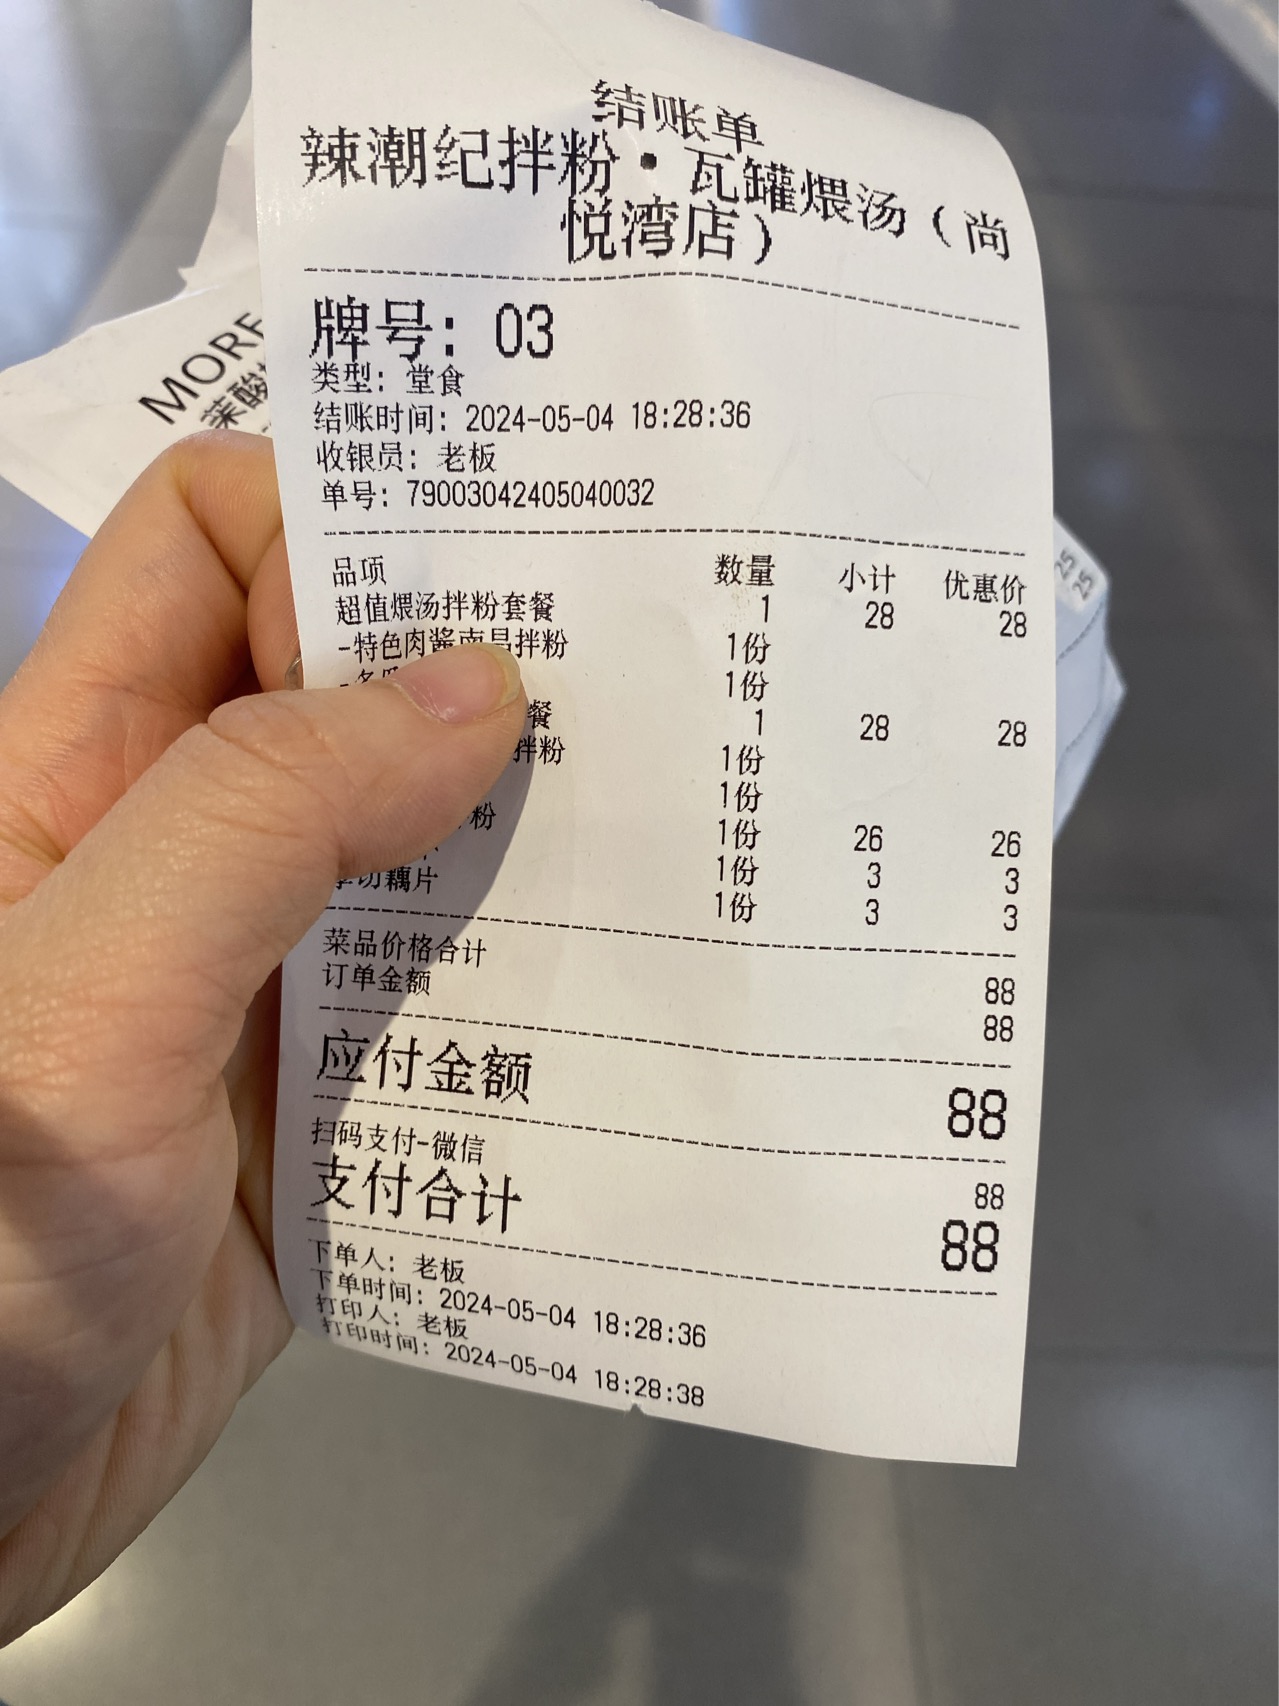 结账单
辣潮纪拌粉·瓦罐煨汤（尚
悦湾店）
牌号：03
类型：堂食
结账时间：2024-05-04 18:28:36
收银员：老板
单号：79003042405040032
品项 数量 小计 优惠价
超值煨汤拌粉套餐 1 28 28
-特色肉酱南昌拌粉 1份
1份
餐 1 28 28
拌粉 1份
1份
粉 1份 26 26
1份 3 3
切藕片 1份 3 3
菜品价格合计 88
订单金额 88
应付金额 88
扫码支付-微信 88
支付合计 88
下单人：老板
下单时间：2024-05-04 18:28:36
打印人：老板
打印时间：2024-05-04 18:28:38
MORE
茉酸
25
25